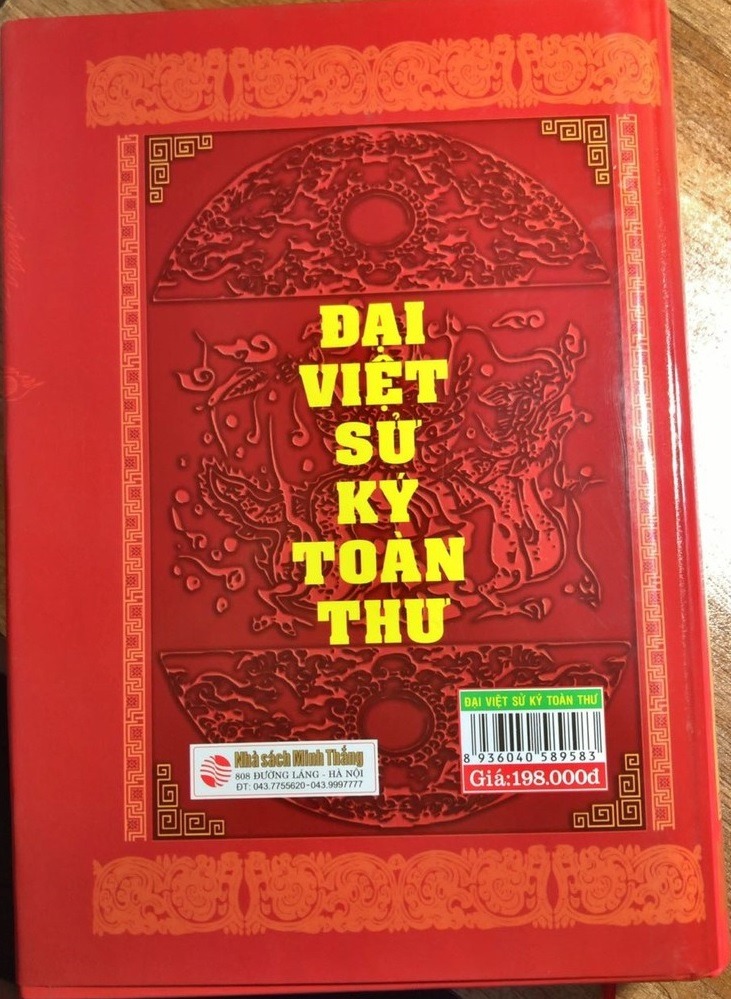 ĐẠI
VIỆT
SỬ
KÝ
TOÀN
THƯ
ĐẠI VIỆT SỬ KÝ TOÀN THƯ
8 936040 589583
Giá:198.000đ
Nhà sách Minh Thắng
808 ĐƯỜNG LÁNG - HÀ NỘI
ĐT: 043.7755620-043.9997777